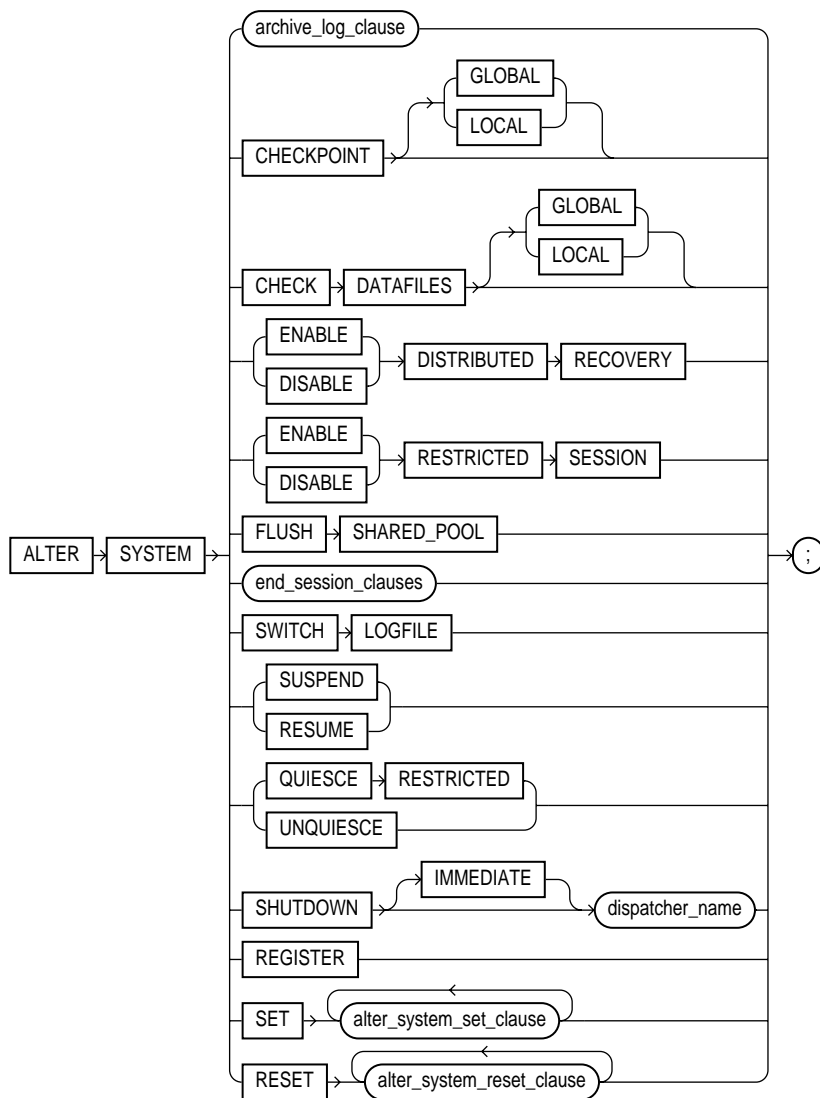 archive_log_clause
GLOBAL
LOCAL
CHECKPOINT
GLOBAL
LOCAL
CHECK DATAFILES
ENABLE
DISTRIBUTED RECOVERY
DISABLE
ENABLE
RESTRICTED SESSION
DISABLE
FLUSH SHARED_POOL
ALTER SYSTEM ;
end_session_clauses
SWITCH LOGFILE
SUSPEND
RESUME
QUIESCE RESTRICTED
UNQUIESCE
IMMEDIATE
SHUTDOWN dispatcher_name
REGISTER
SET alter_system_set_clause
RESET alter_system_reset_clause